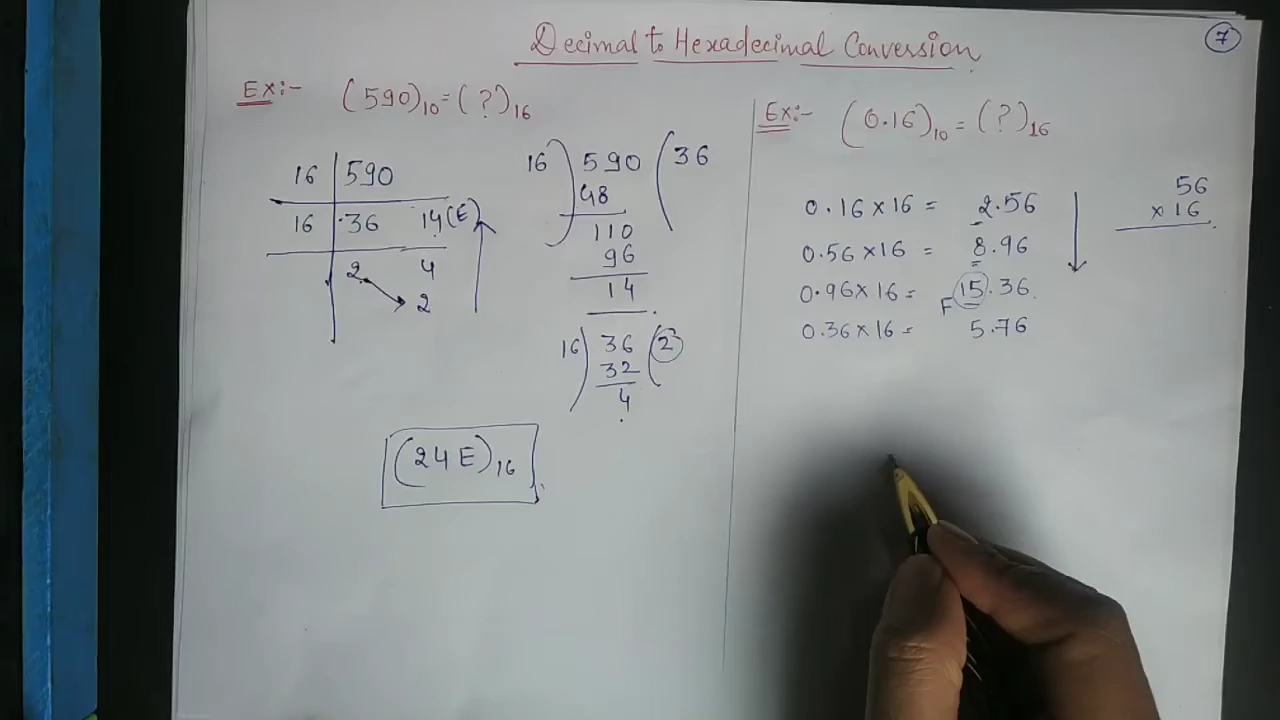 7
Decimal to Hexadecimal Conversion
Ex:- (590)10 = (?)16
16 | 590
16 | 36 14(E)
2 4
2
16 ) 590 ( 36
48
110
96
14
16 ) 36 ( 2
32
4
(24E)16
Ex:- (0.16)10 = (?)16
0.16 × 16 = 2.56
0.56 × 16 = 8.96
0.96 × 16 = F 15.36
0.36 × 16 = 5.76
56
× 16